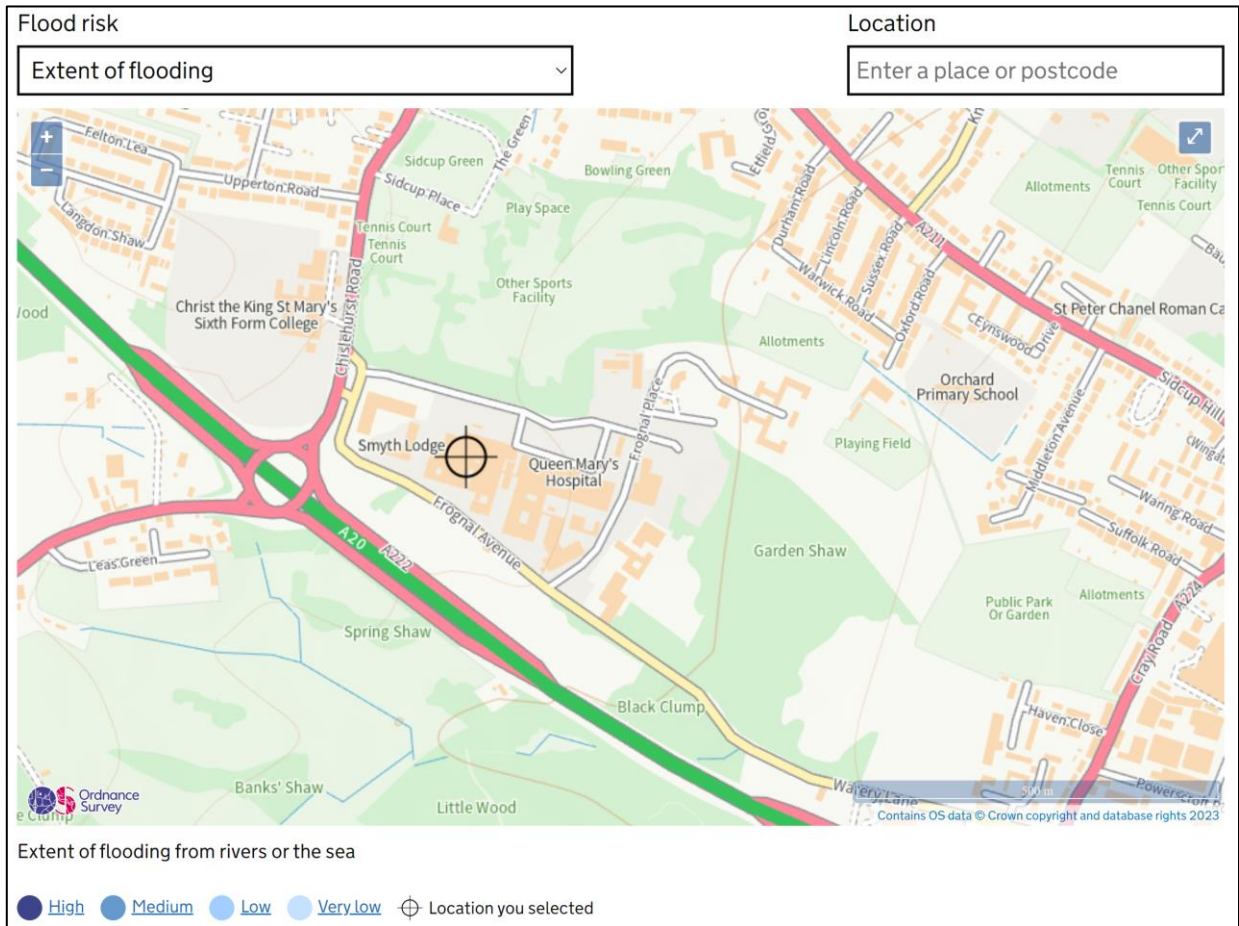 Flood risk
Location
Extent of flooding
Enter a place or postcode
+
−
Felton Lea
Upperton Road
Langdon Shaw
Sidcup Green
The Green
Sidcup Place
Bowling Green
Play Space
Tennis Court
Tennis
Court
Other Sports
Facility
Chislehurst Road
Christ the King St Mary's
Sixth Form College
Durham Road
Lincoln Road
Sussex Road
Warwick Road
Oxford Road
A211
Allotments
Tennis
Court
Tennis Court
St Peter Chanel Roman
Eynswood Drive
Allotments
Orchard
Primary School
Sidcup Hill
Middleton Avenue
Playing Field
Waring Road
Suffolk Road
Smyth Lodge
Queen Mary's
Hospital
Frognal Place
Frognal Avenue
A20
A222
Leas Green
Garden Shaw
Public Park
Or Garden
Allotments
A224
Cray Road
Spring Shaw
Black Clump
Haven Close
Banks' Shaw
Little Wood
Watery Lane
500 m
Ordnance
Survey
Contains OS data © Crown copyright and database rights 2023
Extent of flooding from rivers or the sea
High Medium Low Very low Location you selected